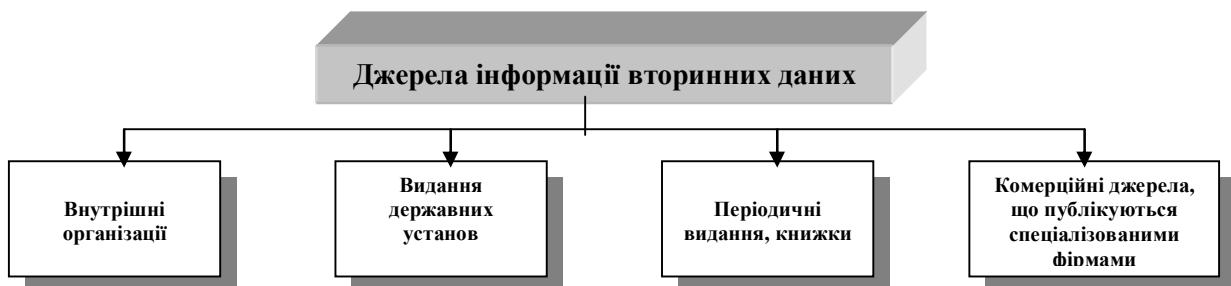 Джерела інформації вторинних даних
Внутрішні
організації
Видання
державних
установ
Періодичні
видання, книжки
Комерційні джерела,
що публікуються
спеціалізованими
фірмами